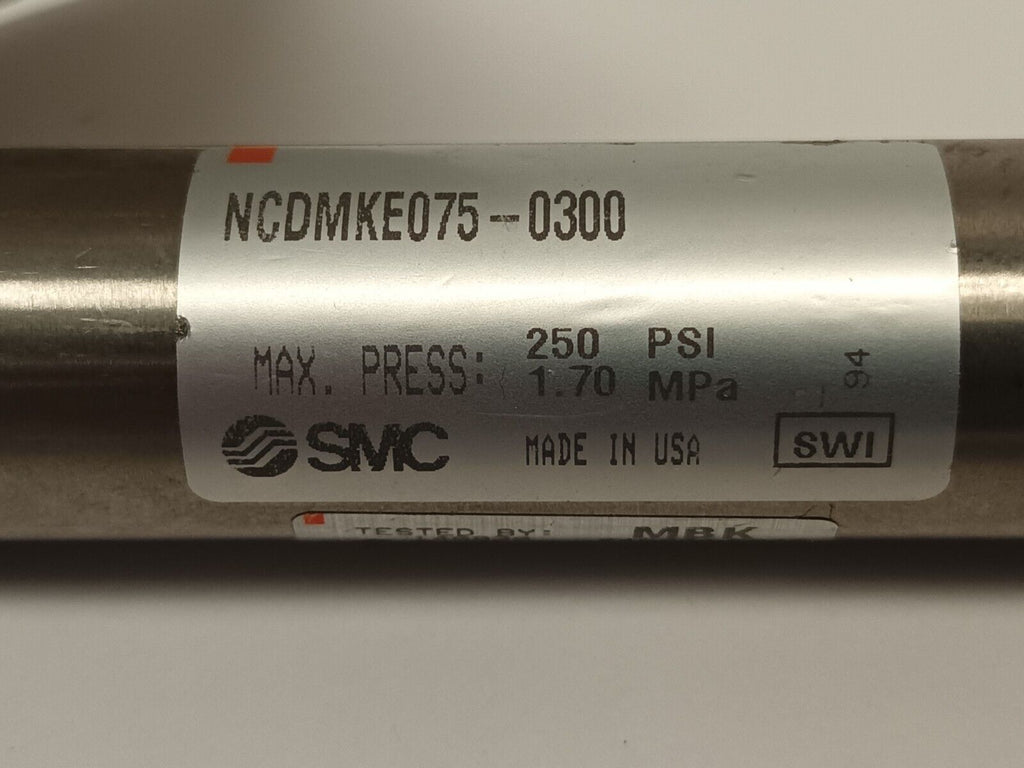 NCDMKE075-0300
MAX. PRESS: 250 PSI
1.70 MPa
94
SMC MADE IN USA SWI
TESTED BY: MBK